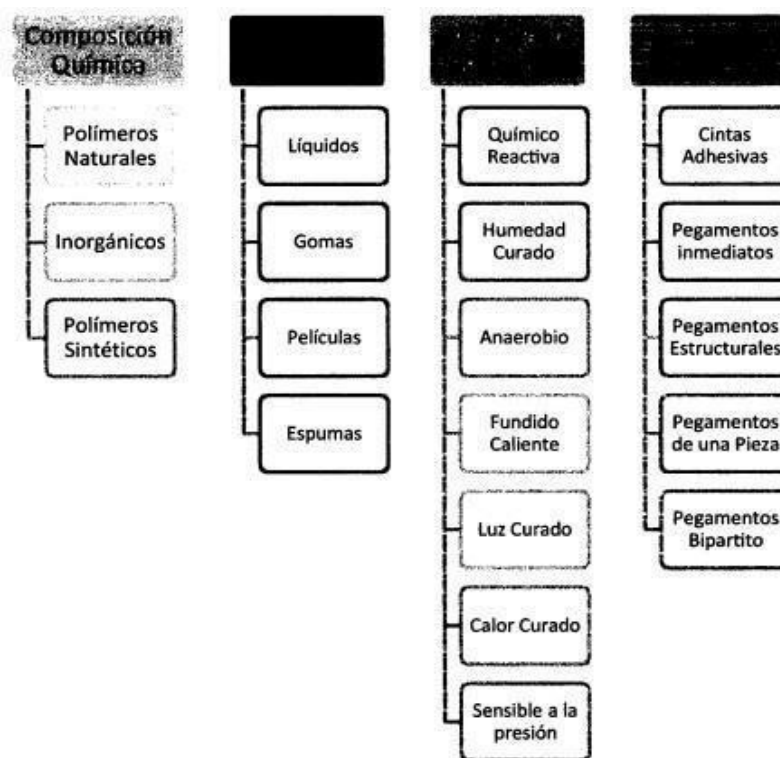 Composición
Química
Polímeros
Naturales
Inorgánicos
Polímeros
Sintéticos
Líquidos
Gomas
Películas
Espumas
Químico
Reactiva
Humedad
Curado
Anaerobio
Fundido
Caliente
Luz Curado
Calor Curado
Sensible a la
presión
Cintas
Adhesivas
Pegamentos
inmediatos
Pegamentos
Estructurales
Pegamentos
de una Pieza
Pegamentos
Bipartito